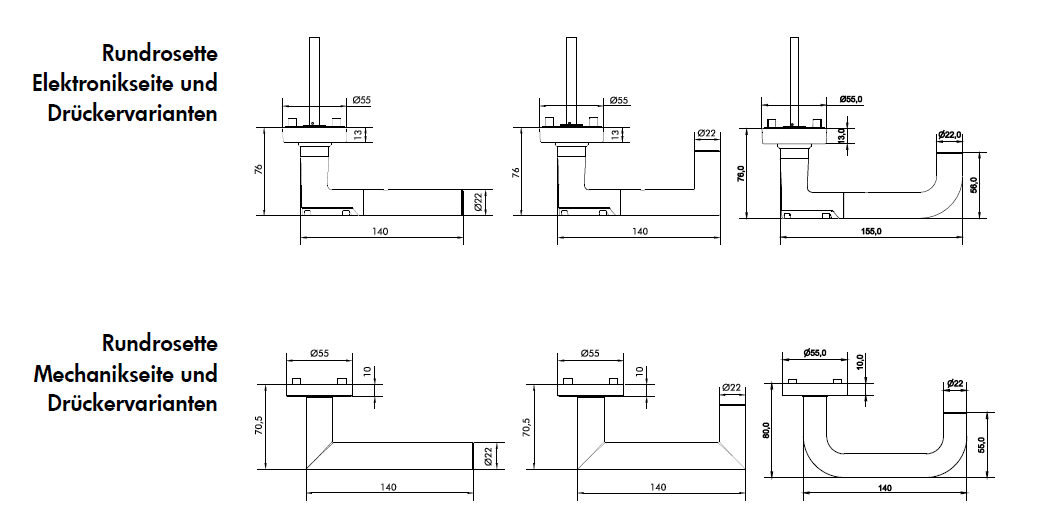 Rundrosette
Elektronikseite und
Drückervarianten
Ø55
13
76
Ø22
140
Ø55
13
Ø22
76
140
Ø55,0
13,0
Ø22,0
76,0
56,0
155,0
Rundrosette
Mechanikseite und
Drückervarianten
Ø55
10
70,5
Ø22
140
Ø55
10
Ø22
70,5
140
Ø55,0
10,0
Ø22
80,0
55,0
140